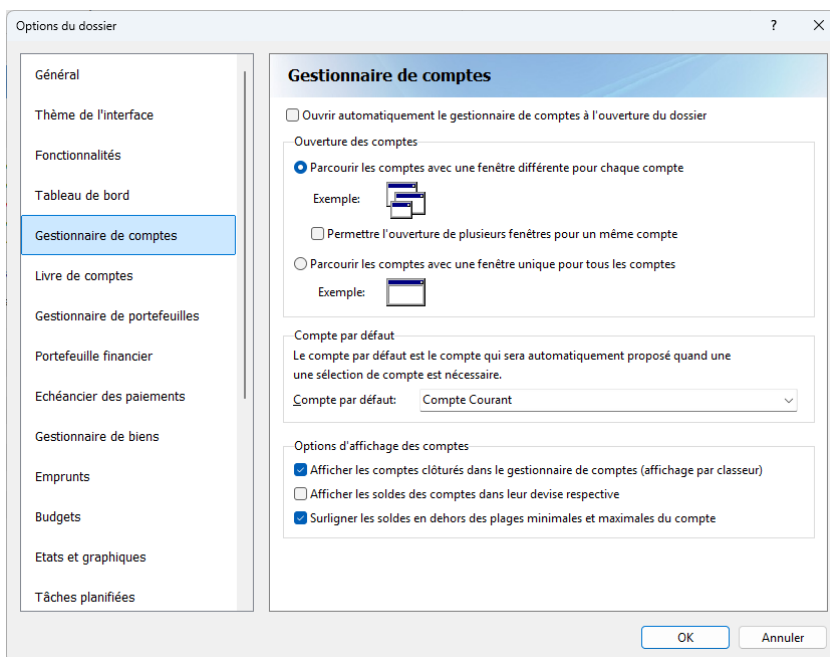 Options du dossier
?
Général
Thème de l'interface
Fonctionnalités
Tableau de bord
Gestionnaire de comptes
Livre de comptes
Gestionnaire de portefeuilles
Portefeuille financier
Echéancier des paiements
Gestionnaire de biens
Emprunts
Budgets
Etats et graphiques
Tâches planifiées
Gestionnaire de comptes
Ouvrir automatiquement le gestionnaire de comptes à l'ouverture du dossier
Ouverture des comptes
Parcourir les comptes avec une fenêtre différente pour chaque compte
Exemple:
Permettre l'ouverture de plusieurs fenêtres pour un même compte
Parcourir les comptes avec une fenêtre unique pour tous les comptes
Exemple:
Compte par défaut
Le compte par défaut est le compte qui sera automatiquement proposé quand une
une sélection de compte est nécessaire.
Compte par défaut: Compte Courant
Options d'affichage des comptes
Afficher les comptes clôturés dans le gestionnaire de comptes (affichage par classeur)
Afficher les soldes des comptes dans leur devise respective
Surligner les soldes en dehors des plages minimales et maximales du compte
OK Annuler